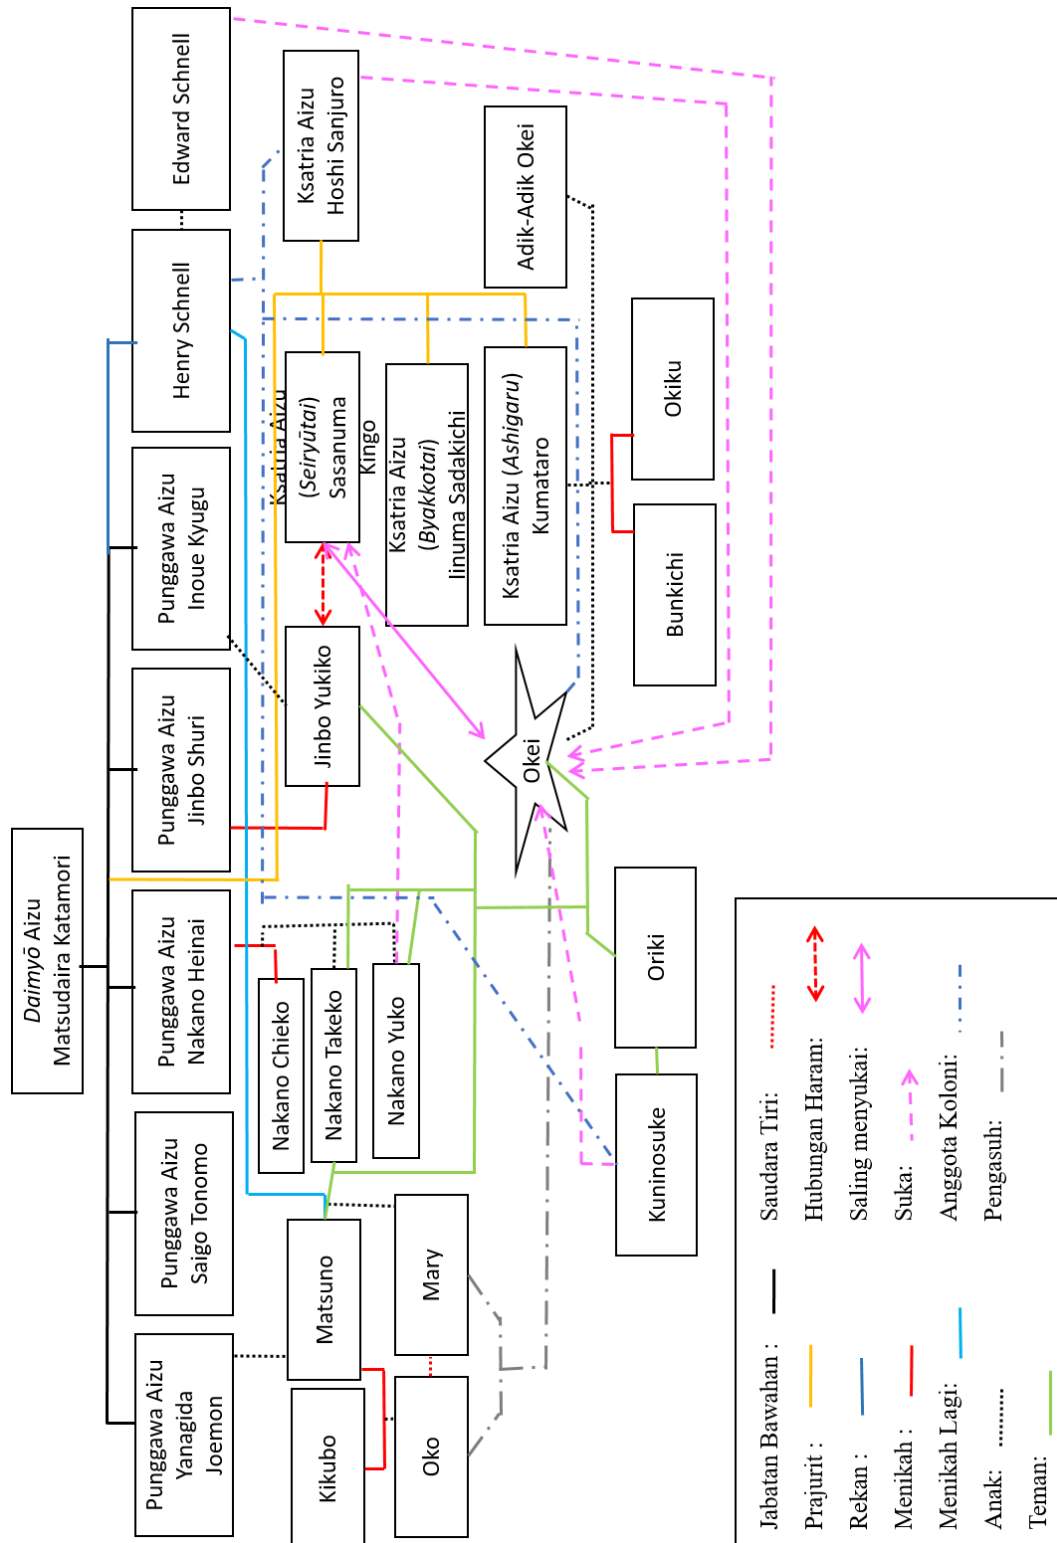 Daimyō Aizu
Matsudaira Katamori
Punggawa Aizu
Yanagida
Joemon
Punggawa Aizu
Saigo Tonomo
Punggawa Aizu
Nakano Heinai
Punggawa Aizu
Jinbo Shuri
Punggawa Aizu
Inoue Kyugu
Henry Schnell
Edward Schnell
Kikubo
Matsuno
Nakano Chieko
Nakano Takeko
Nakano Yuko
Jinbo Yukiko
Ksatria Aizu
(Seiryūtai)
Sasanuma
Kingo
Ksatria Aizu
Hoshi Sanjuro
Ksatria Aizu
(Byakkotai)
Iinuma Sadakichi
Oko
Mary
Okei
Ksatria Aizu (Ashigaru)
Kumataro
Adik-Adik Okei
Kuninosuke
Oriki
Bunkichi
Okiku
Jabatan Bawahan :
Prajurit :
Rekan :
Menikah :
Menikah Lagi:
Anak:
Teman:
Saudara Tiri:
Hubungan Haram:
Saling menyukai:
Suka:
Anggota Koloni:
Pengasuh: